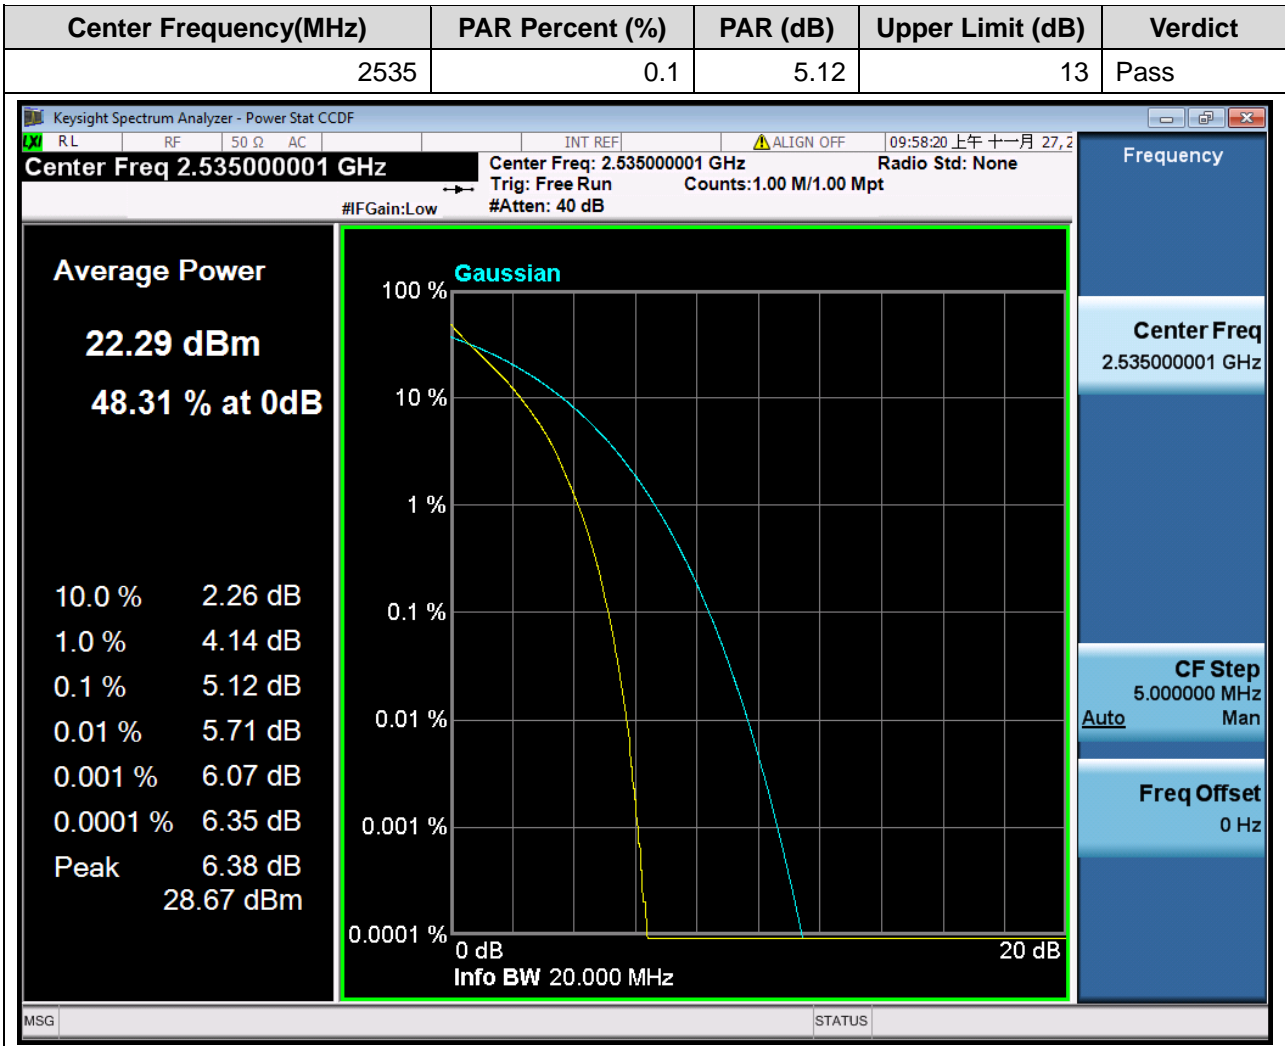 Center Frequency(MHz) PAR Percent (%) PAR (dB) Upper Limit (dB) Verdict
2535 0.1 5.12 13 Pass
Keysight Spectrum Analyzer - Power Stat CCDF
LXI RL RF 50 Ω AC INT REF ALIGN OFF 09:58:20 上午 十一月 27, 2
Center Freq 2.535000001 GHz
Center Freq: 2.535000001 GHz Radio Std: None
Trig: Free Run Counts:1.00 M/1.00 Mpt
#IFGain:Low #Atten: 40 dB
Average Power
22.29 dBm
48.31 % at 0dB
10.0 % 2.26 dB
1.0 % 4.14 dB
0.1 % 5.12 dB
0.01 % 5.71 dB
0.001 % 6.07 dB
0.0001 % 6.35 dB
Peak 6.38 dB
28.67 dBm
Gaussian
100 %
10 %
1 %
0.1 %
0.01 %
0.001 %
0.0001 %
0 dB 20 dB
Info BW 20.000 MHz
Frequency
Center Freq
2.535000001 GHz
CF Step
5.000000 MHz
Auto Man
Freq Offset
0 Hz
MSG STATUS